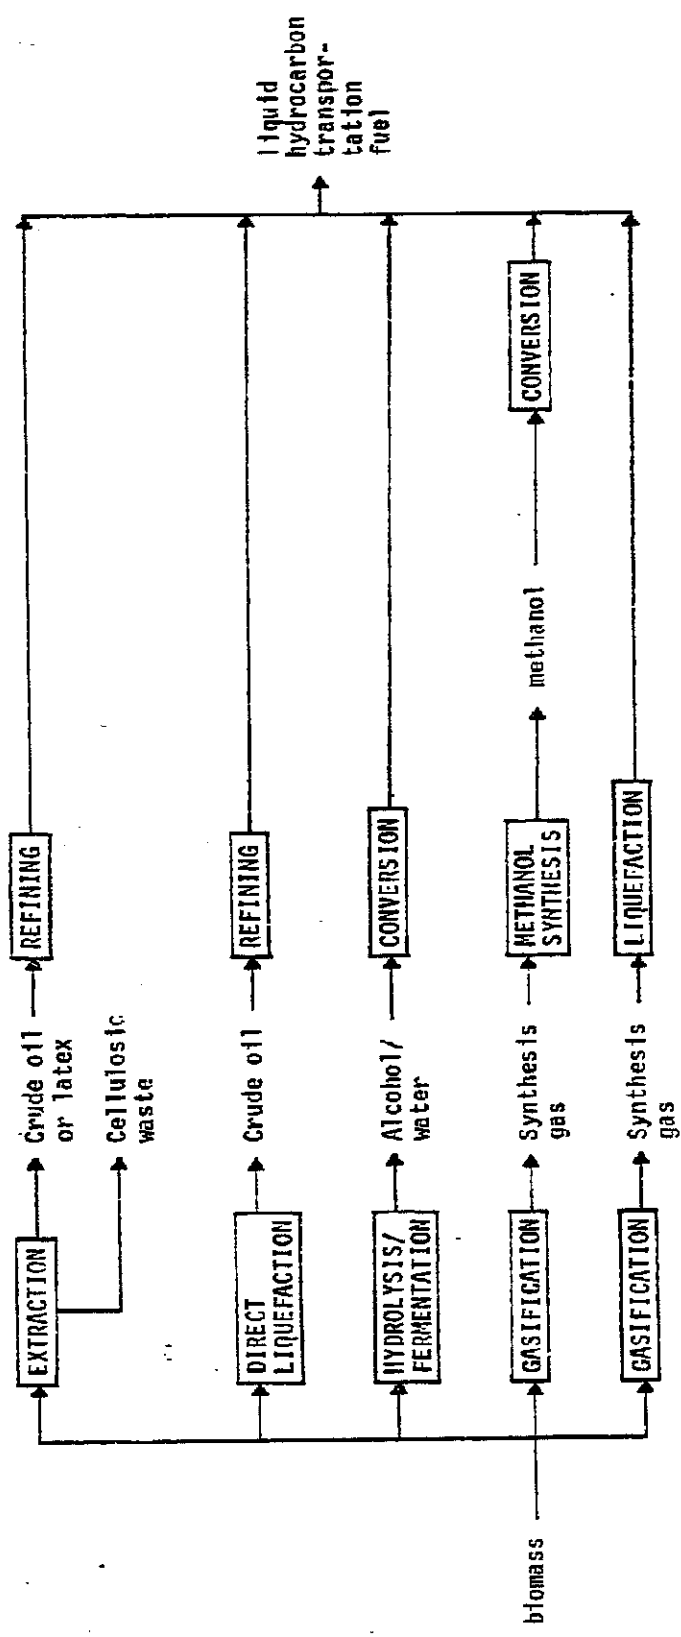 biomass
EXTRACTION
Crude oil
or latex
Cellulosic
waste
REFINING
DIRECT
LIQUEFACTION
Crude oil
REFINING
HYDROLYSIS/
FERMENTATION
Alcohol/
water
CONVERSION
GASIFICATION
Synthesis
gas
METHANOL
SYNTHESIS
methanol
CONVERSION
GASIFICATION
Synthesis
gas
LIQUEFACTION
liquid
hydrocarbon
transpor-
tation
fuel